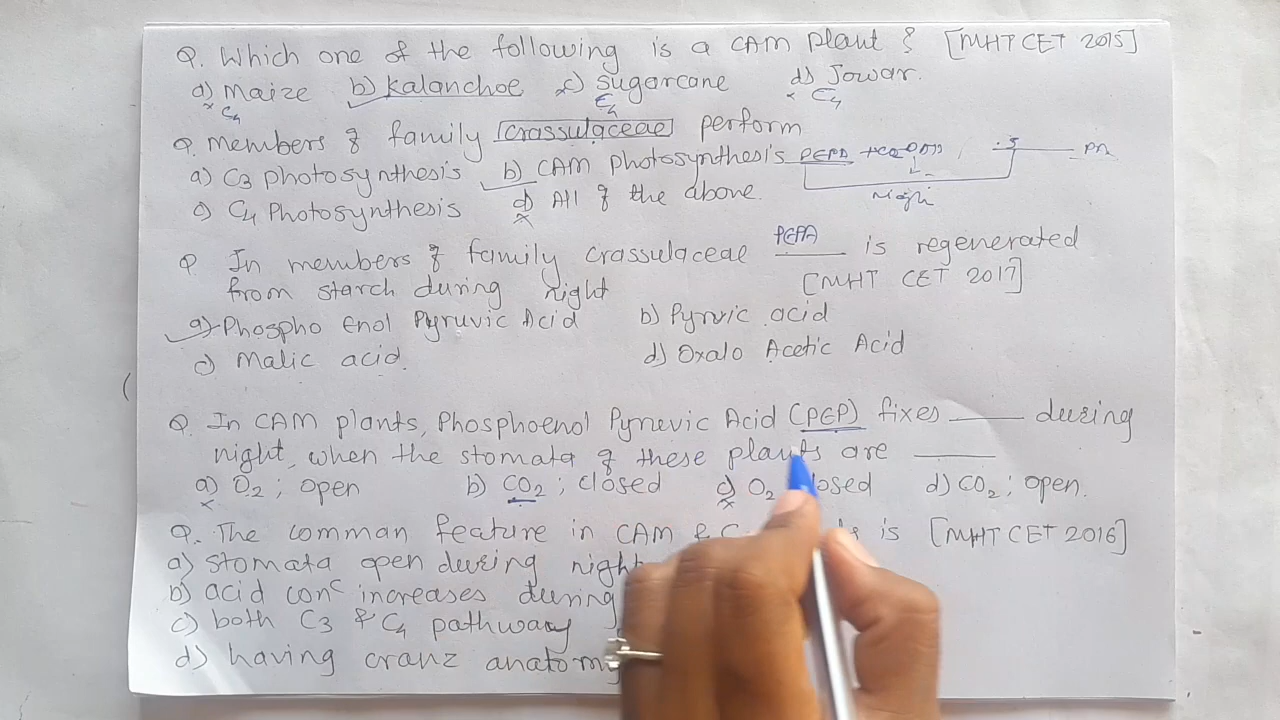 Q. Which one of the following is a CAM plant ? [MHT CET 2015]
a) Maize b) Kalanchoe c) Sugarcane d) Jowar.
C4 C4 C4
Q. Members of family Crassulaceae perform
a) C3 photosynthesis b) CAM photosynthesis
c) C4 Photosynthesis d) All of the above.
PEPA
Q In members of family Crassulaceae ____ is regenerated
from starch during night [MHT CET 2017]
a) Phospho Enol Pyruvic Acid b) Pyrvic acid
c) Malic acid. d) Oxalo Acetic Acid
Q. In CAM plants, Phosphoenol Pyruvic Acid (PEP) fixes ____ during
night, when the stomata of these plants are ____
a) O2 ; open b) CO2 ; closed c) O2 closed d) CO2 ; open.
Q. The comman feature in CAM & is [MHT CET 2016]
a) stomata open during night
b) acid conc increases during
c) both C3 & C4 pathway
d) having cranz anatomy